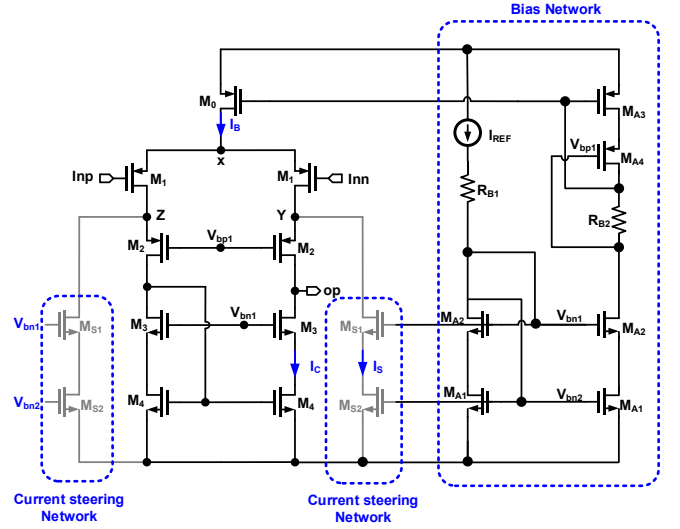 Bias Network
M0
IB
x
IREF
MA3
Vbp1
MA4
RB1
RB2
Inp
M1
M1
Inn
Z
Y
M2
Vbp1
M2
op
Vbn1
MS1
M3
Vbn1
M3
MS1
MA2
Vbn1
MA2
IC
IS
Vbn2
MS2
M4
M4
MS2
MA1
Vbn2
MA1
Current steering
Network
Current steering
Network